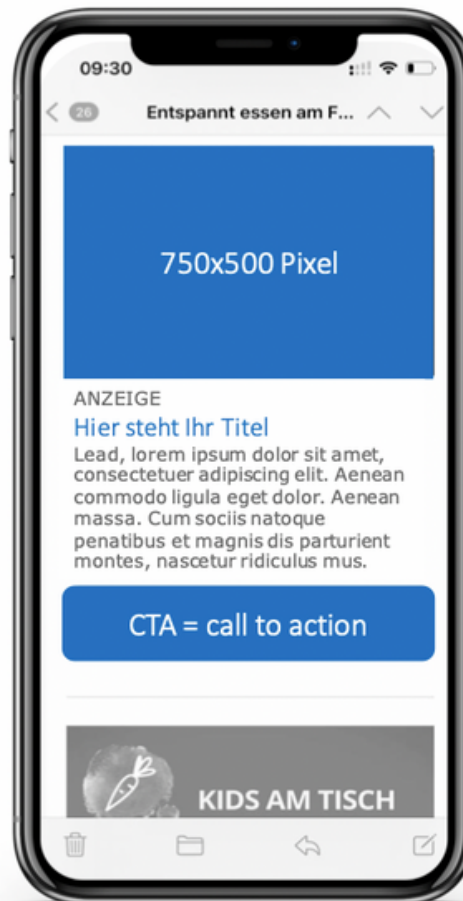 09:30
26 Entspannt essen am F...
750x500 Pixel
ANZEIGE
Hier steht Ihr Titel
Lead, lorem ipsum dolor sit amet,
consectetuer adipiscing elit. Aenean
commodo ligula eget dolor. Aenean
massa. Cum sociis natoque
penatibus et magnis dis parturient
montes, nascetur ridiculus mus.
CTA = call to action
KIDS AM TISCH